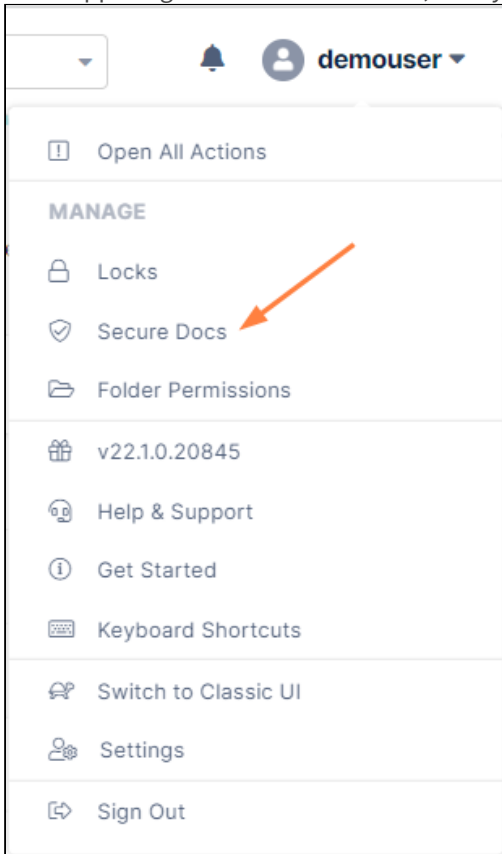 demouser
Open All Actions
MANAGE
Locks
Secure Docs
Folder Permissions
v22.1.0.20845
Help & Support
Get Started
Keyboard Shortcuts
Switch to Classic UI
Settings
Sign Out